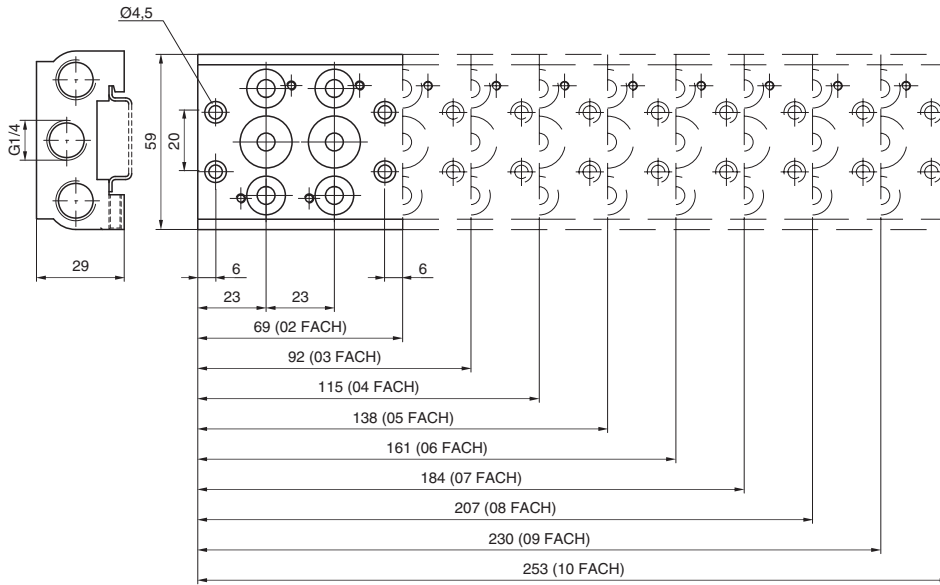 Ø4,5
G1/4
59
20
29
6
6
23
23
69 (02 FACH)
92 (03 FACH)
115 (04 FACH)
138 (05 FACH)
161 (06 FACH)
184 (07 FACH)
207 (08 FACH)
230 (09 FACH)
253 (10 FACH)